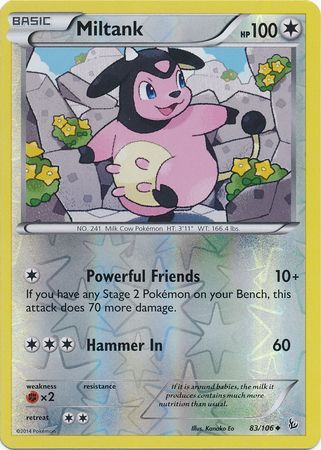 BASIC
Miltank HP100
NO. 241 Milk Cow Pokémon HT: 3'11" WT: 166.4 lbs.
Powerful Friends 10+
If you have any Stage 2 Pokémon on your Bench, this
attack does 70 more damage.
Hammer In 60
weakness resistance
×2
retreat
If it is around babies, the milk it
produces contains much more
nutrition than usual.
©2014 Pokémon Illus. Kanako Eo 83/106 ◆